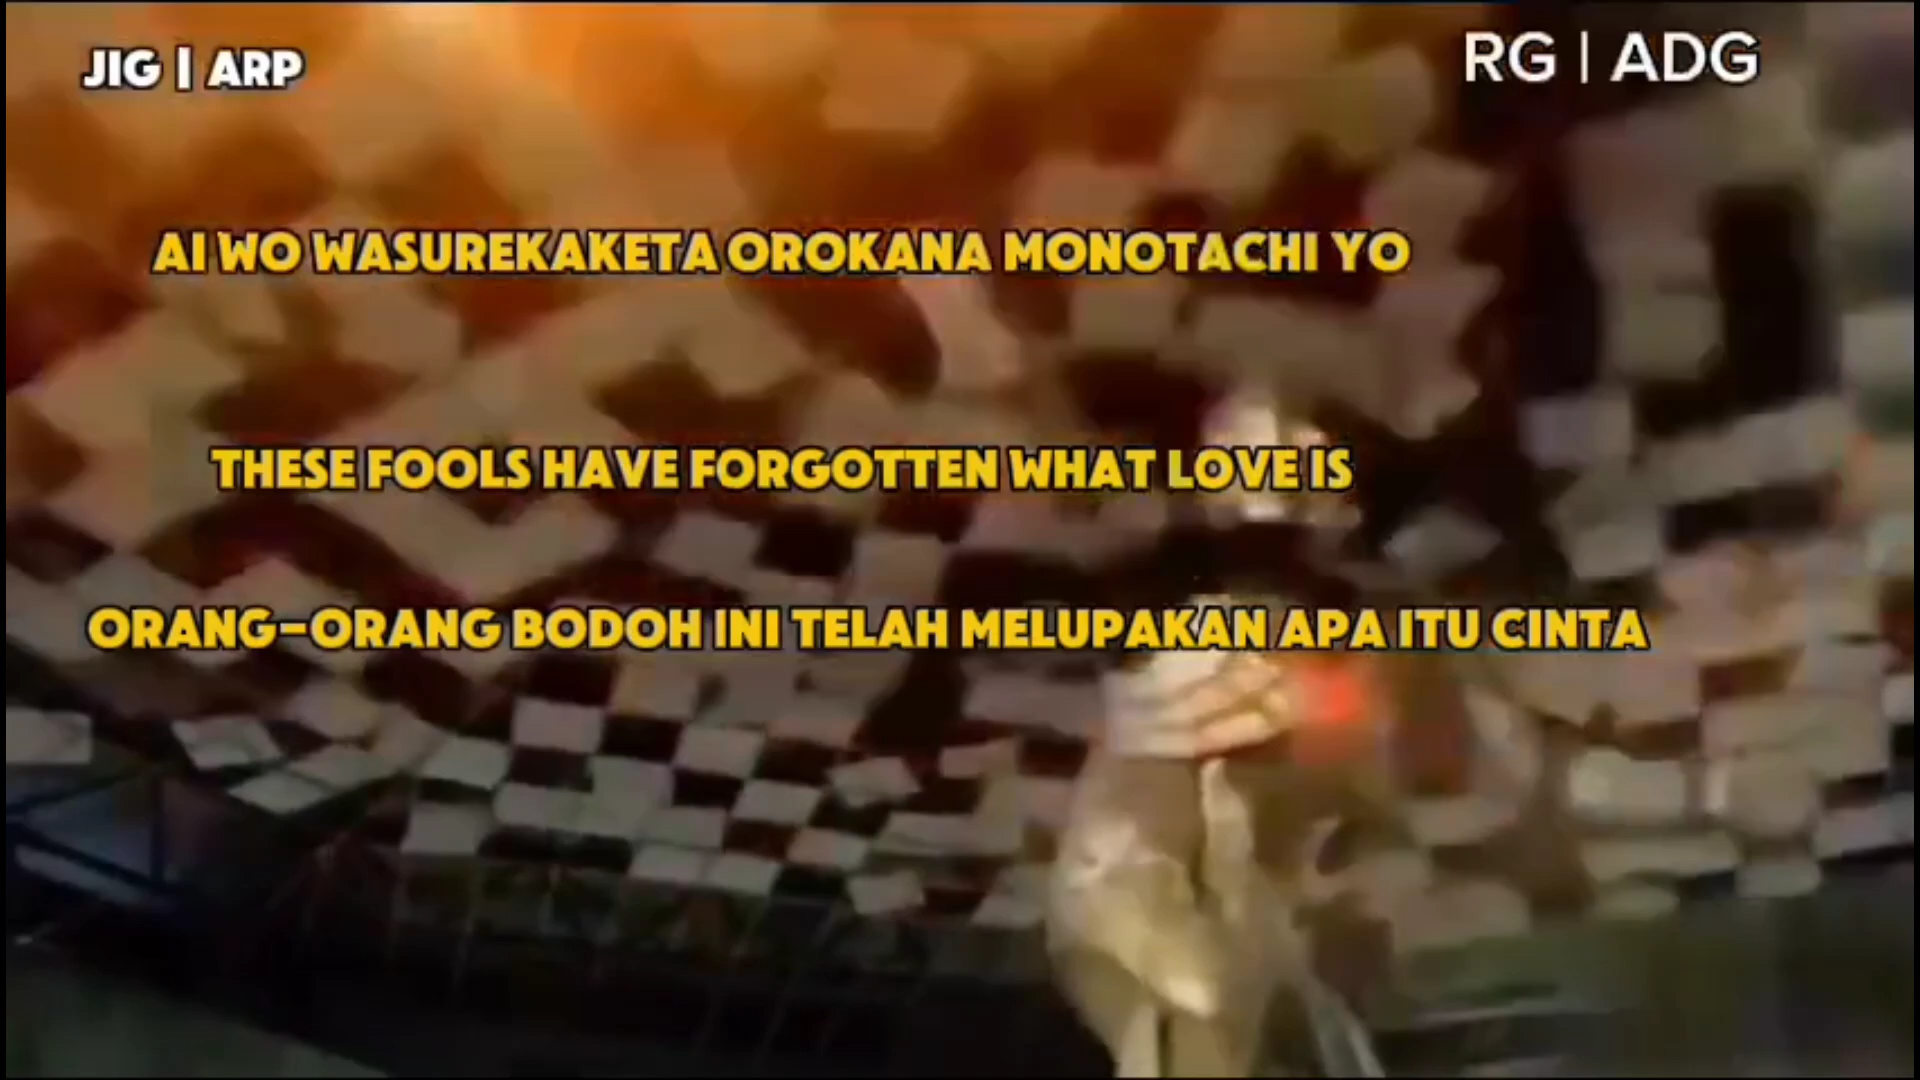 JIG | ARP
RG | ADG
AI WO WASUREKAKETA OROKANA MONOTACHI YO
THESE FOOLS HAVE FORGOTTEN WHAT LOVE IS
ORANG-ORANG BODOH INI TELAH MELUPAKAN APA ITU CINTA